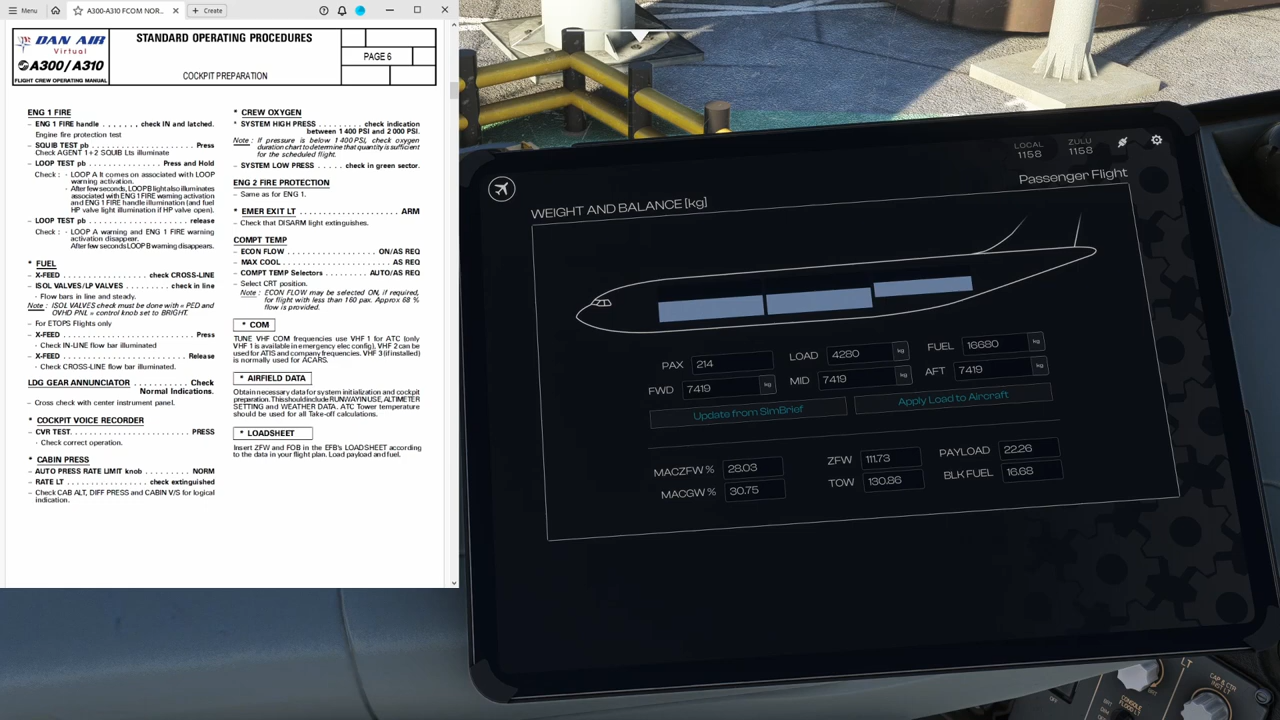 Menu
A300-A310 FCOM NOR...
Create
DAN AIR
Virtual
A300/A310
FLIGHT CREW OPERATING MANUAL
STANDARD OPERATING PROCEDURES
COCKPIT PREPARATION
PAGE 6
ENG 1 FIRE
– ENG 1 FIRE handle . . . . . . , check IN and latched.
Engine fire protection test
– SQUIB TEST pb . . . . . . . . . . . . . . . . . . . . Press
Check AGENT 1+2 SQUIB Lts illuminate
– LOOP TEST pb . . . . . . . . . . . . . . Press and Hold
Check : · LOOP A lt comes on associated with LOOP
warning activation.
· After few seconds, LOOP B light also illuminates
associated with ENG 1 FIRE warning activation
and ENG 1 FIRE handle illumination (and fuel
HP valve light illumination if HP valve open).
– LOOP TEST pb . . . . . . . . . . . . . . . . . . . release
Check : · LOOP A warning and ENG 1 FIRE warning
activation disappear.
After few seconds LOOP B warning disappears.
* FUEL
– X-FEED . . . . . . . . . . . . . . . . . check CROSS-LINE
– ISOL VALVES/LP VALVES . . . . . . . . . check in line
· Flow bars in line and steady.
Note : ISOL VALVES check must be done with « PED and
OVHD PNL » control knob set to BRIGHT.
– For ETOPS Flights only
– X-FEED . . . . . . . . . . . . . . . . . . . . . . . . . . . Press
· Check IN-LINE flow bar illuminated
– X-FEED . . . . . . . . . . . . . . . . . . . . . . . . . Release
· Check CROSS-LINE flow bar illuminated.
LDG GEAR ANNUNCIATOR . . . . . . . . . . Check
Normal Indications.
– Cross check with center instrument panel.
* COCKPIT VOICE RECORDER
– CVR TEST. . . . . . . . . . . . . . . . . . . . . . . . PRESS
· Check correct operation.
* CABIN PRESS
– AUTO PRESS RATE LIMIT knob . . . . . . . . . NORM
– RATE LT . . . . . . . . . . . . . . . . check extinguished
– Check CAB ALT, DIFF PRESS and CABIN V/S for logical
indication.
* CREW OXYGEN
* SYSTEM HIGH PRESS . . . . . . . . check indication
between 1 400 PSI and 2 000 PSI.
Note : If pressure is below 1 400 PSI, check oxygen
duration chart to determine that quantity is sufficient
for the scheduled flight.
– SYSTEM LOW PRESS . . . . . check in green sector.
ENG 2 FIRE PROTECTION
– Same as for ENG 1.
* EMER EXIT LT . . . . . . . . . . . . . . . . . . . . . . ARM
– Check that DISARM light extinguishes.
COMPT TEMP
– ECON FLOW . . . . . . . . . . . . . . . . . . ON/AS REQ
– MAX COOL . . . . . . . . . . . . . . . . . . . . . . AS REQ
– COMPT TEMP Selectors . . . . . . . . AUTO/AS REQ
– Select CRT position.
Note : ECON FLOW may be selected ON, if required,
for flight with less than 160 pax. Approx 68 %
flow is provided.
* COM
TUNE VHF COM frequencies use VHF 1 for ATC (only
VHF 1 is available in emergency elec config). VHF 2 can be
used for ATIS and company frequencies. VHF 3 (if installed)
is normally used for ACARS.
* AIRFIELD DATA
Obtain necessary data for system initialization and cockpit
preparation. This should include RUNWAY IN USE, ALTIMETER
SETTING and WEATHER DATA. ATC Tower temperature
should be used for all Take-off calculations.
* LOADSHEET
Insert ZFW and FOB in the EFB's LOADSHEET according
to the data in your flight plan. Load payload and fuel.
LOCAL
1158
ZULU
1158
Passenger Flight
WEIGHT AND BALANCE [kg]
PAX 214
LOAD 4280 kg
FUEL 16680 kg
FWD 7419 kg
MID 7419 kg
AFT 7419 kg
Update from SimBrief
Apply Load to Aircraft
MACZFW % 28.03
ZFW 111.73
PAYLOAD 22.26
MACGW % 30.75
TOW 130.86
BLK FUEL 16.68
LT
CONSOLE
FLOOD LT
CAPT & CTR
INST LT